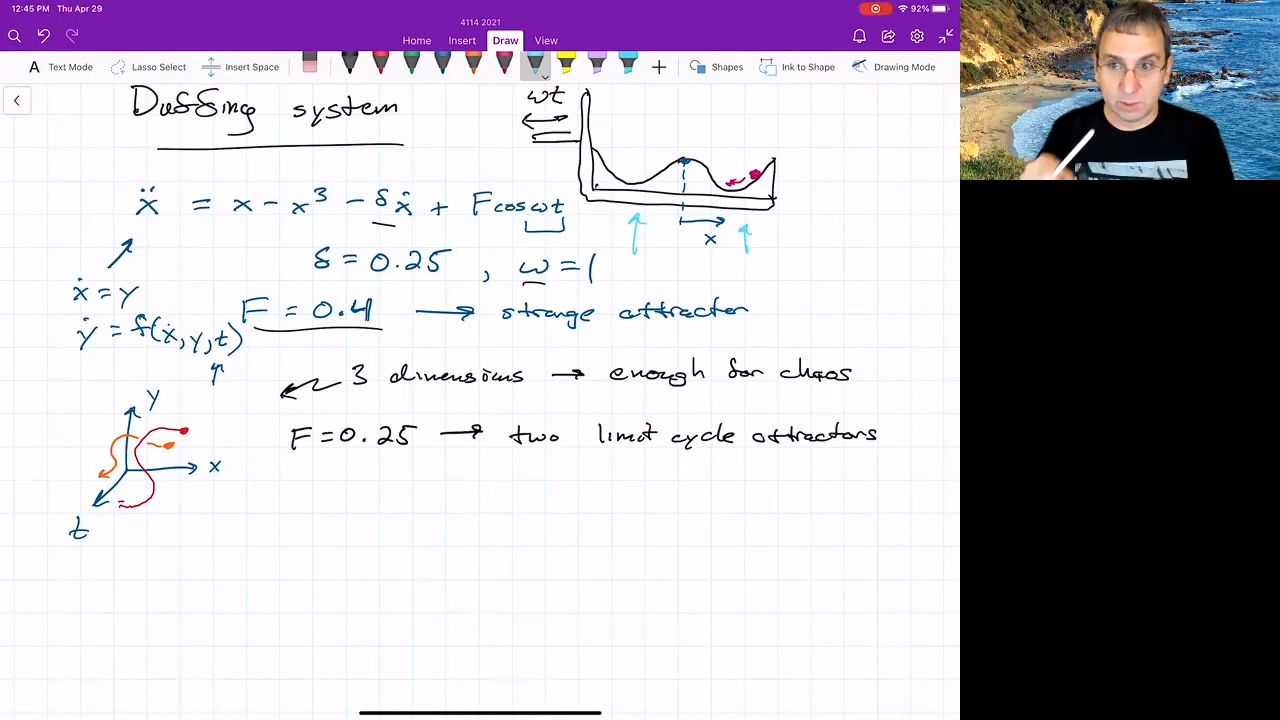 12:45 PM Thu Apr 29
92%
4114 2021
Home Insert Draw View
Text Mode Lasso Select Insert Space Shapes Ink to Shape Drawing Mode
Duffing system
ωt
ẍ = x - x³ - δẋ + F cos ωt
x
δ = 0.25 , ω = 1
ẋ = y
F = 0.4 → strange attractor
ẏ = f(x, y, t)
3 dimensions → enough for chaos
y
F = 0.25 → two limit cycle attractors
x
t